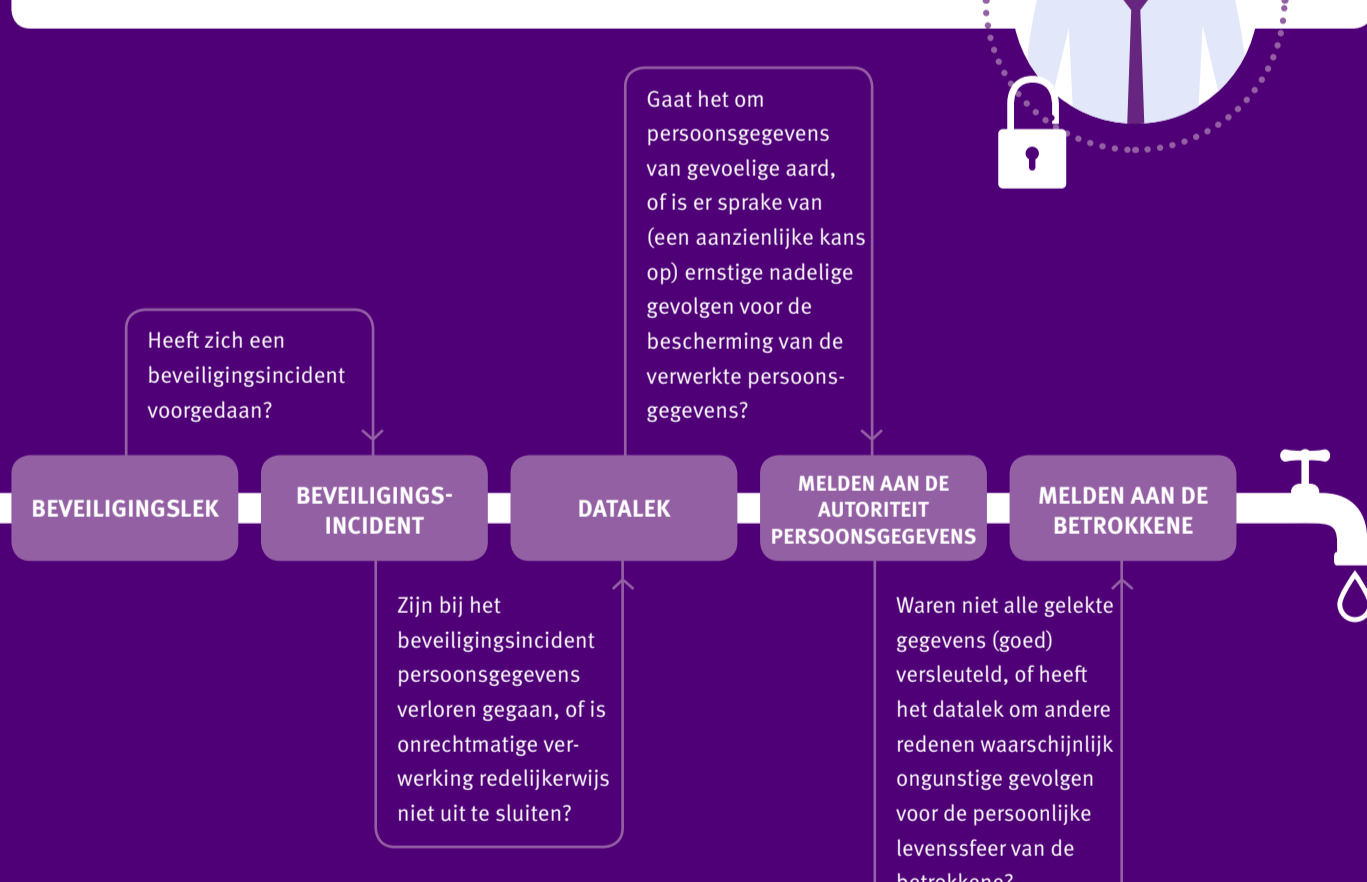 Gaat het om
persoonsgegevens
van gevoelige aard,
of is er sprake van
(een aanzienlijke kans
op) ernstige nadelige
gevolgen voor de
bescherming van de
verwerkte persoons-
gegevens?
Heeft zich een
beveiligingsincident
voorgedaan?
BEVEILIGINGSLEK
BEVEILIGINGS-
INCIDENT
DATALEK
MELDEN AAN DE
AUTORITEIT
PERSOONSGEGEVENS
MELDEN AAN DE
BETROKKENE
Zijn bij het
beveiligingsincident
persoonsgegevens
verloren gegaan, of is
onrechtmatige ver-
werking redelijkerwijs
niet uit te sluiten?
Waren niet alle gelekte
gegevens (goed)
versleuteld, of heeft
het datalek om andere
redenen waarschijnlijk
ongunstige gevolgen
voor de persoonlijke
levenssfeer van de
betrokkene?